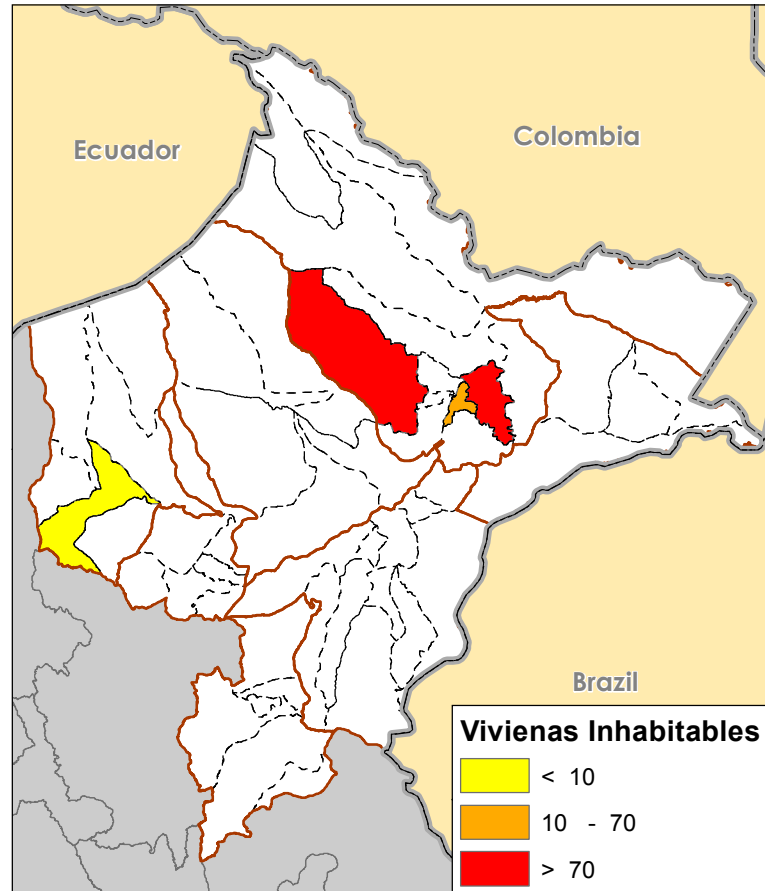 Ecuador
Colombia
Brazil
Vivienas Inhabitables
< 10
10 - 70
> 70